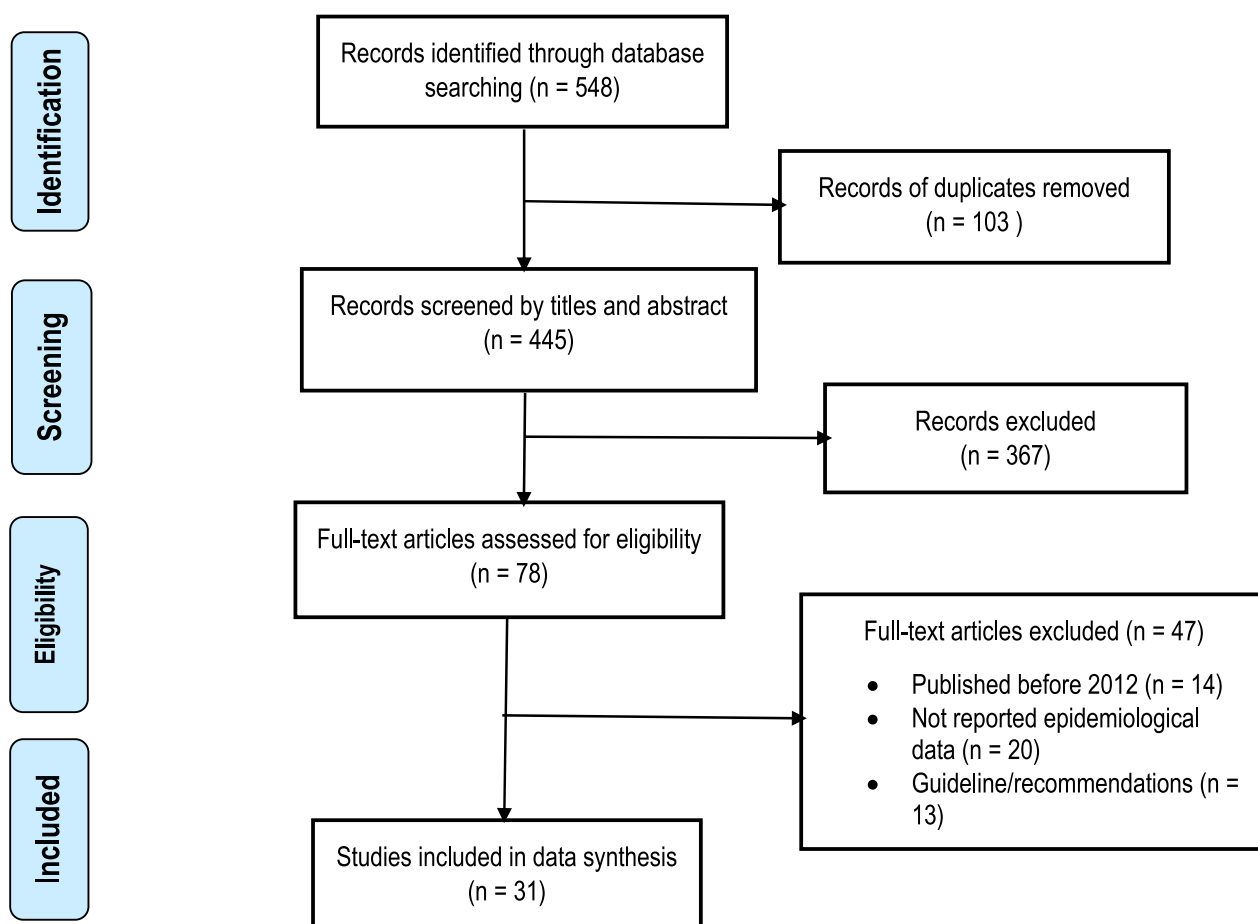 Identification
Records identified through database
searching (n = 548)
Records of duplicates removed
(n = 103 )
Screening
Records screened by titles and abstract
(n = 445)
Records excluded
(n = 367)
Eligibility
Full-text articles assessed for eligibility
(n = 78)
Full-text articles excluded (n = 47)
• Published before 2012 (n = 14)
• Not reported epidemiological
data (n = 20)
• Guideline/recommendations (n =
13)
Included
Studies included in data synthesis
(n = 31)